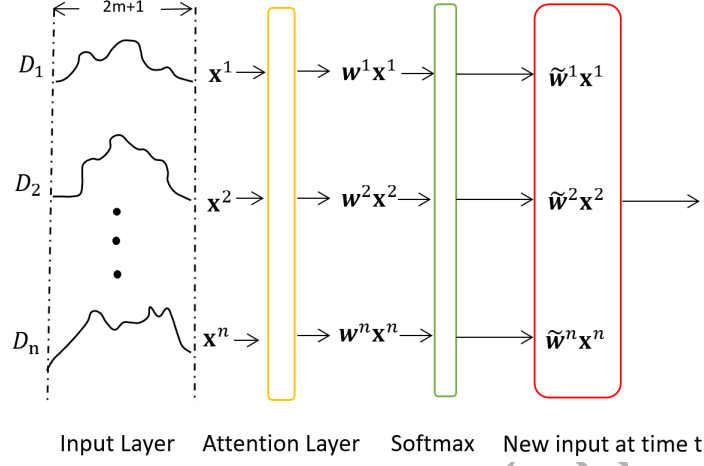 2m+1
D₁ 𝐱¹ 𝒘¹𝐱¹ 𝒘̃¹𝐱¹
D₂ 𝐱² 𝒘²𝐱² 𝒘̃²𝐱²
Dₙ 𝐱ⁿ 𝒘ⁿ𝐱ⁿ 𝒘̃ⁿ𝐱ⁿ
Input Layer Attention Layer Softmax New input at time t